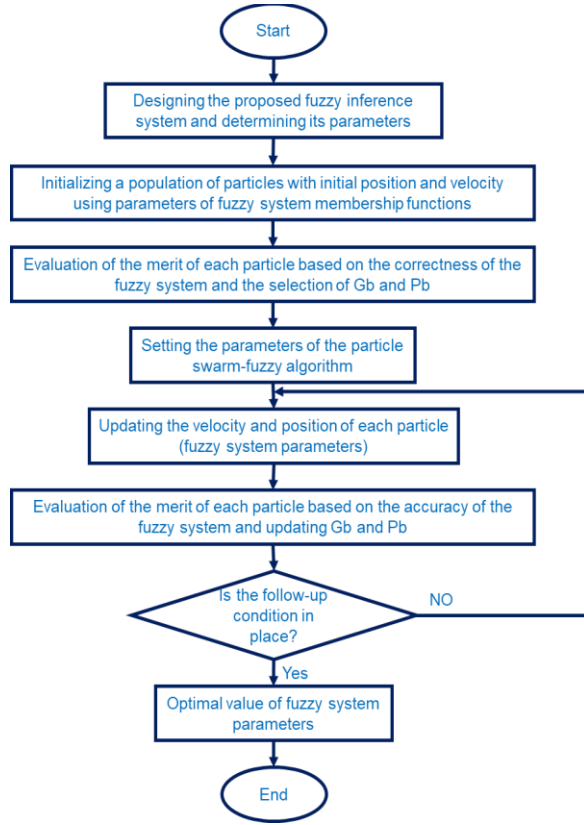 Start
Designing the proposed fuzzy inference
system and determining its parameters
Initializing a population of particles with initial position and velocity
using parameters of fuzzy system membership functions
Evaluation of the merit of each particle based on the correctness of the
fuzzy system and the selection of Gb and Pb
Setting the parameters of the particle
swarm-fuzzy algorithm
Updating the velocity and position of each particle
(fuzzy system parameters)
Evaluation of the merit of each particle based on the accuracy of the
fuzzy system and updating Gb and Pb
Is the follow-up
condition in
place?
NO
Yes
Optimal value of fuzzy system
parameters
End